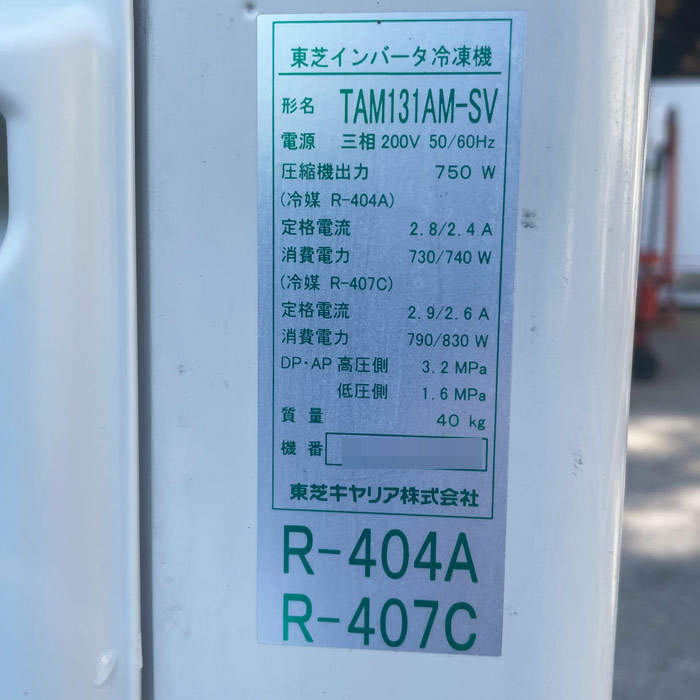 東芝インバータ冷凍機
形名 TAM131AM-SV
電源 三相 200V 50/60Hz
圧縮機出力 750 W
(冷媒 R-404A)
定格電流 2.8/2.4 A
消費電力 730/740 W
(冷媒 R-407C)
定格電流 2.9/2.6 A
消費電力 790/830 W
DP・AP 高圧側 3.2 MPa
低圧側 1.6 MPa
質量 40 kg
機番
東芝キヤリア株式会社
R-404A
R-407C